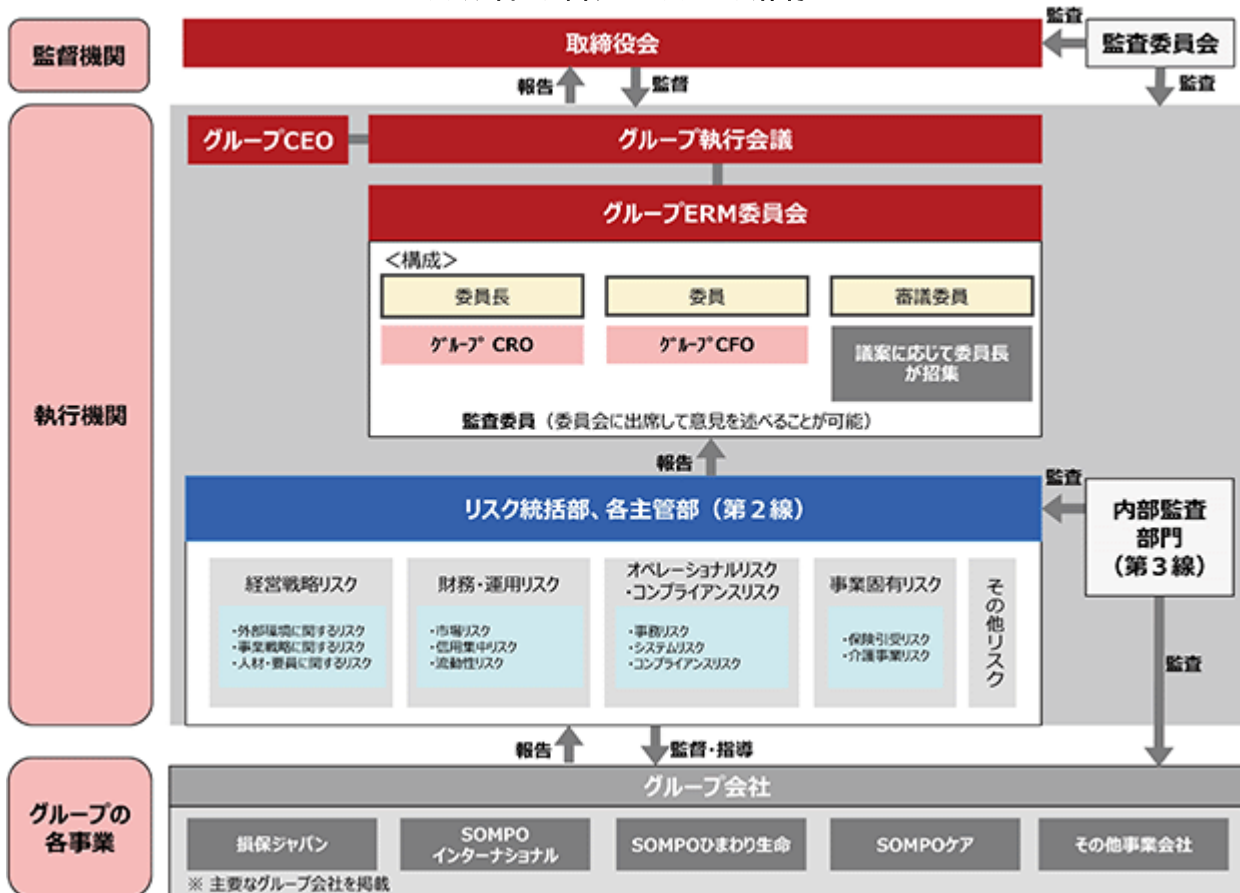 監督機関
取締役会
監査
監査委員会
報告
監督
監査
執行機関
グループCEO
グループ執行会議
グループERM委員会
＜構成＞
委員長
委員
審議委員
ｸﾞﾙｰﾌﾟ CRO
ｸﾞﾙｰﾌﾟCFO
議案に応じて委員長
が招集
監査委員（委員会に出席して意見を述べることが可能）
報告
監査
リスク統括部、各主管部（第２線）
内部監査
部門
（第３線）
経営戦略リスク
・外部環境に関するリスク
・事業戦略に関するリスク
・人材・要員に関するリスク
財務・運用リスク
・市場リスク
・信用集中リスク
・流動性リスク
オペレーショナルリスク
・コンプライアンスリスク
・事務リスク
・システムリスク
・コンプライアンスリスク
事業固有リスク
・保険引受リスク
・介護事業リスク
その他リスク
監査
報告
監督・指導
グループの
各事業
グループ会社
損保ジャパン
SOMPO
インターナショナル
SOMPOひまわり生命
SOMPOケア
その他事業会社
※ 主要なグループ会社を掲載